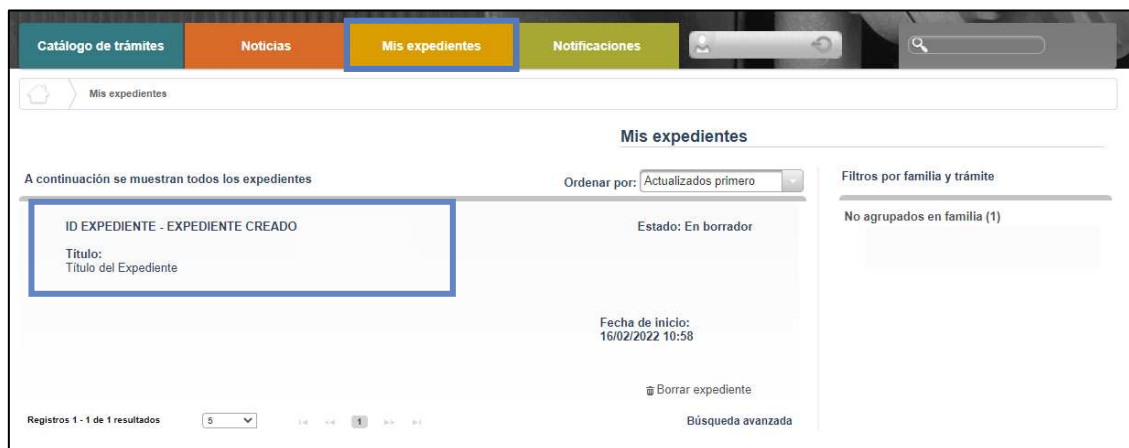 Catálogo de trámites Noticias Mis expedientes Notificaciones
Mis expedientes
Mis expedientes
A continuación se muestran todos los expedientes Ordenar por: Actualizados primero Filtros por familia y trámite
ID EXPEDIENTE - EXPEDIENTE CREADO Estado: En borrador No agrupados en familia (1)
Título:
Título del Expediente
Fecha de inicio:
16/02/2022 10:58
Borrar expediente
Registros 1 - 1 de 1 resultados 5 1 Búsqueda avanzada